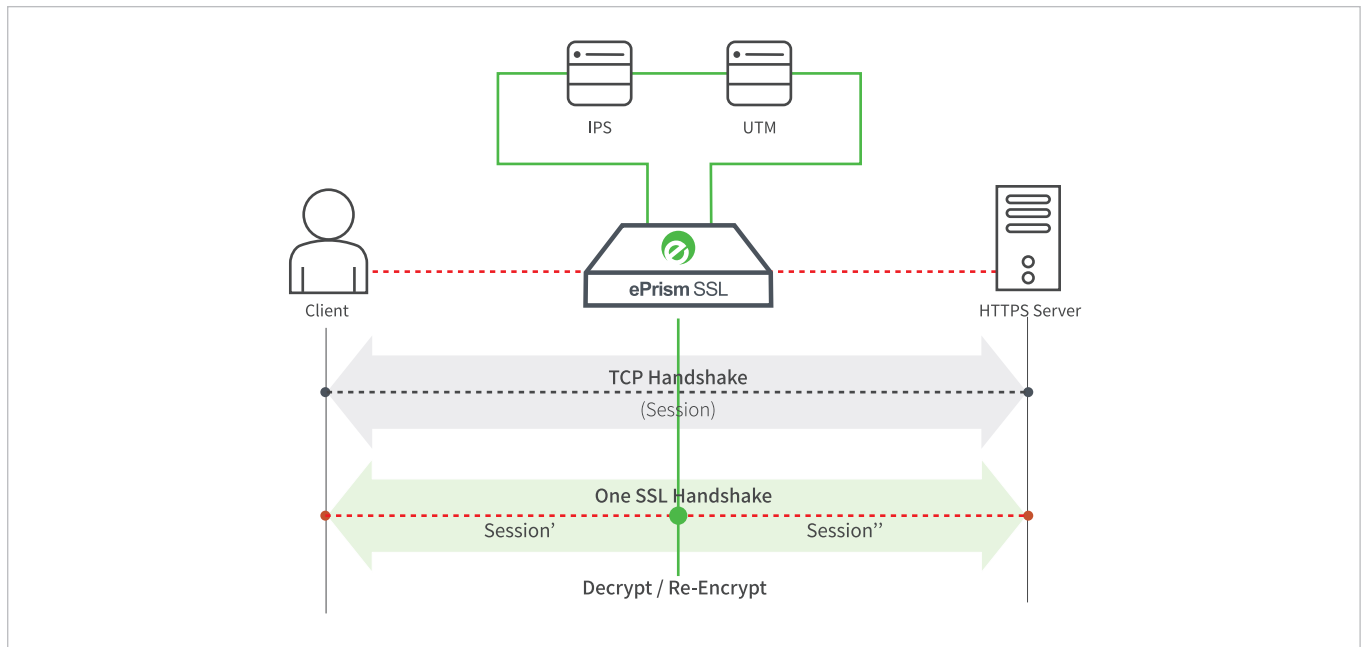 IPS
UTM
ePrism SSL
Client
HTTPS Server
TCP Handshake
(Session)
One SSL Handshake
Session’
Session’’
Decrypt / Re-Encrypt